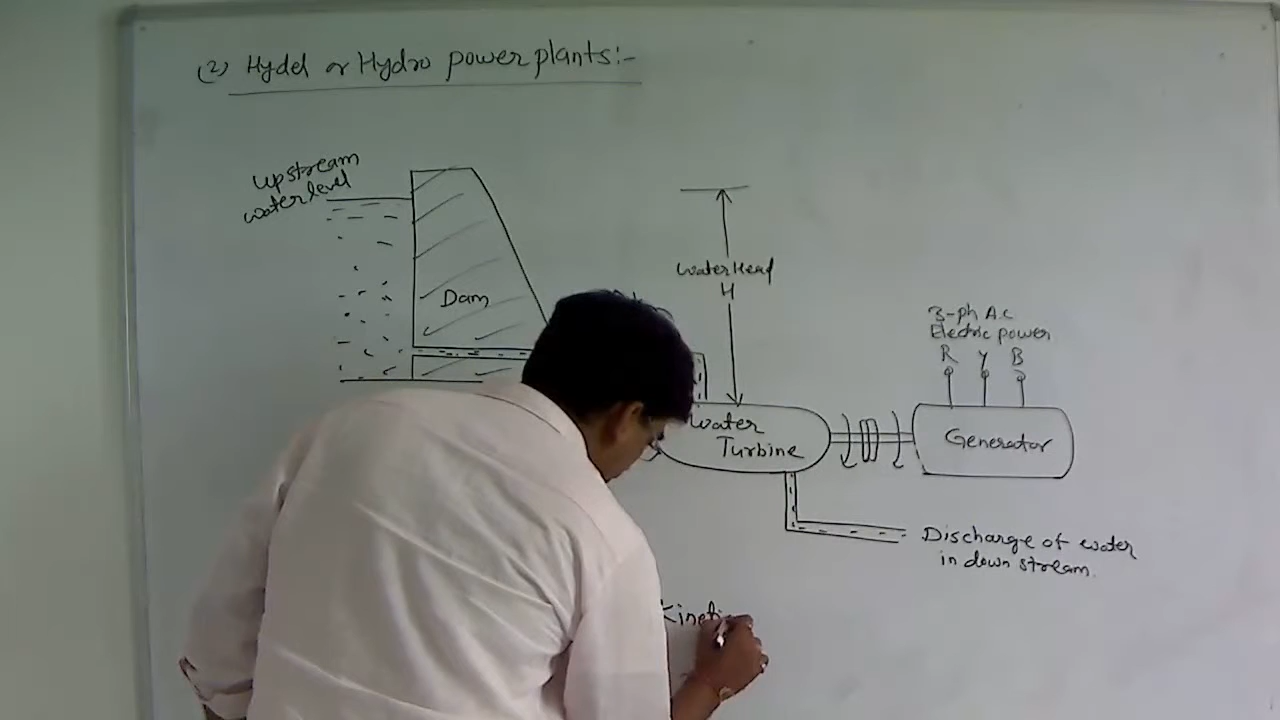 (2) Hydel or Hydro power plants:-
upstream
water level
Dam
Water Head
H
3-ph A.C
Electric power
R Y B
Water
Turbine
Generator
Discharge of water
in down stream.
Kineti